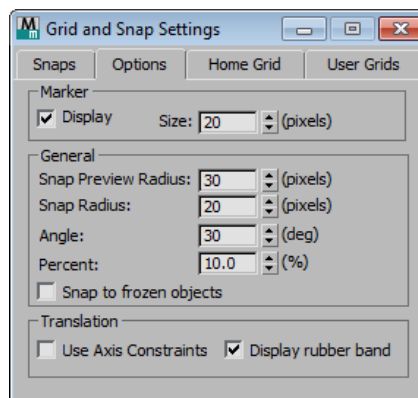 Grid and Snap Settings
Snaps Options Home Grid User Grids
Marker
Display Size: 20 (pixels)
General
Snap Preview Radius: 30 (pixels)
Snap Radius: 20 (pixels)
Angle: 30 (deg)
Percent: 10.0 (%)
Snap to frozen objects
Translation
Use Axis Constraints Display rubber band